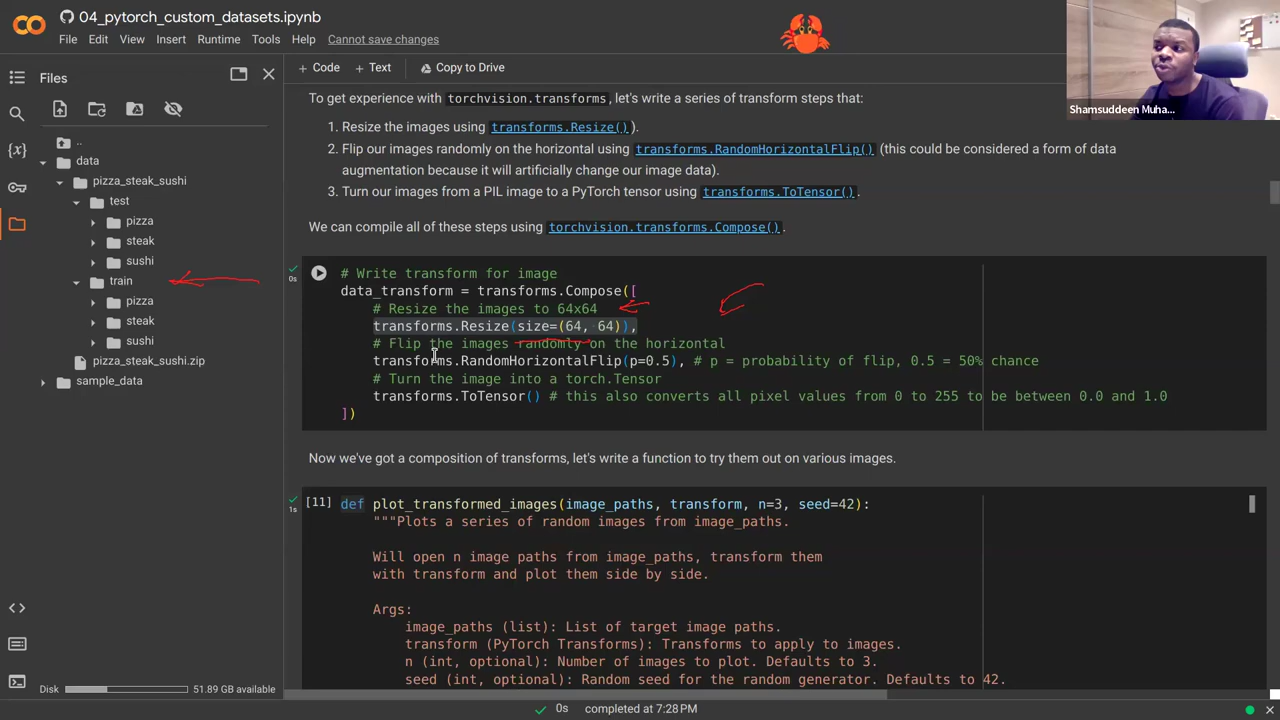 04_pytorch_custom_datasets.ipynb
File Edit View Insert Runtime Tools Help Cannot save changes
Shamsuddeen Muha...
Files
+ Code + Text Copy to Drive
..
data
pizza_steak_sushi
test
pizza
steak
sushi
train
pizza
steak
sushi
pizza_steak_sushi.zip
sample_data
Disk 51.89 GB available
To get experience with torchvision.transforms, let's write a series of transform steps that:
1. Resize the images using transforms.Resize() ).
2. Flip our images randomly on the horizontal using transforms.RandomHorizontalFlip() (this could be considered a form of data
augmentation because it will artificially change our image data).
3. Turn our images from a PIL image to a PyTorch tensor using transforms.ToTensor() .
We can compile all of these steps using torchvision.transforms.Compose() .
0s
# Write transform for image
data_transform = transforms.Compose([
# Resize the images to 64x64
transforms.Resize(size=(64, 64)),
# Flip the images randomly on the horizontal
transforms.RandomHorizontalFlip(p=0.5), # p = probability of flip, 0.5 = 50% chance
# Turn the image into a torch.Tensor
transforms.ToTensor() # this also converts all pixel values from 0 to 255 to be between 0.0 and 1.0
])
Now we've got a composition of transforms, let's write a function to try them out on various images.
1s
[11] def plot_transformed_images(image_paths, transform, n=3, seed=42):
"""Plots a series of random images from image_paths.
Will open n image paths from image_paths, transform them
with transform and plot them side by side.
Args:
image_paths (list): List of target image paths.
transform (PyTorch Transforms): Transforms to apply to images.
n (int, optional): Number of images to plot. Defaults to 3.
seed (int, optional): Random seed for the random generator. Defaults to 42.
0s completed at 7:28 PM